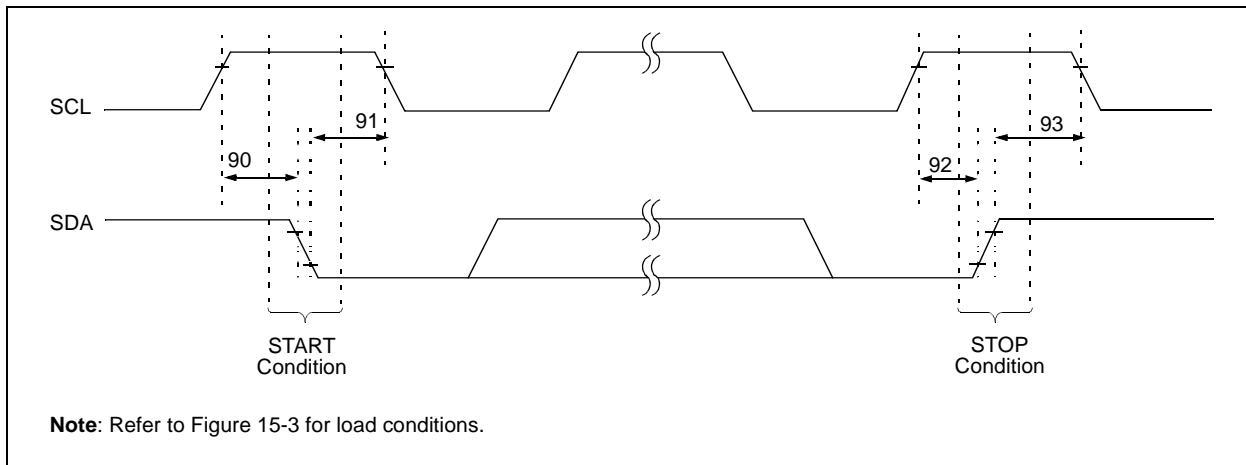 SCL
91
93
90
92
SDA
START
Condition
STOP
Condition
Note: Refer to Figure 15-3 for load conditions.